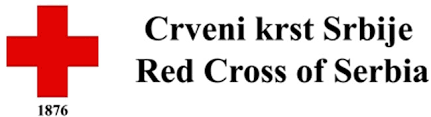 Crveni krst Srbije
Red Cross of Serbia
1876